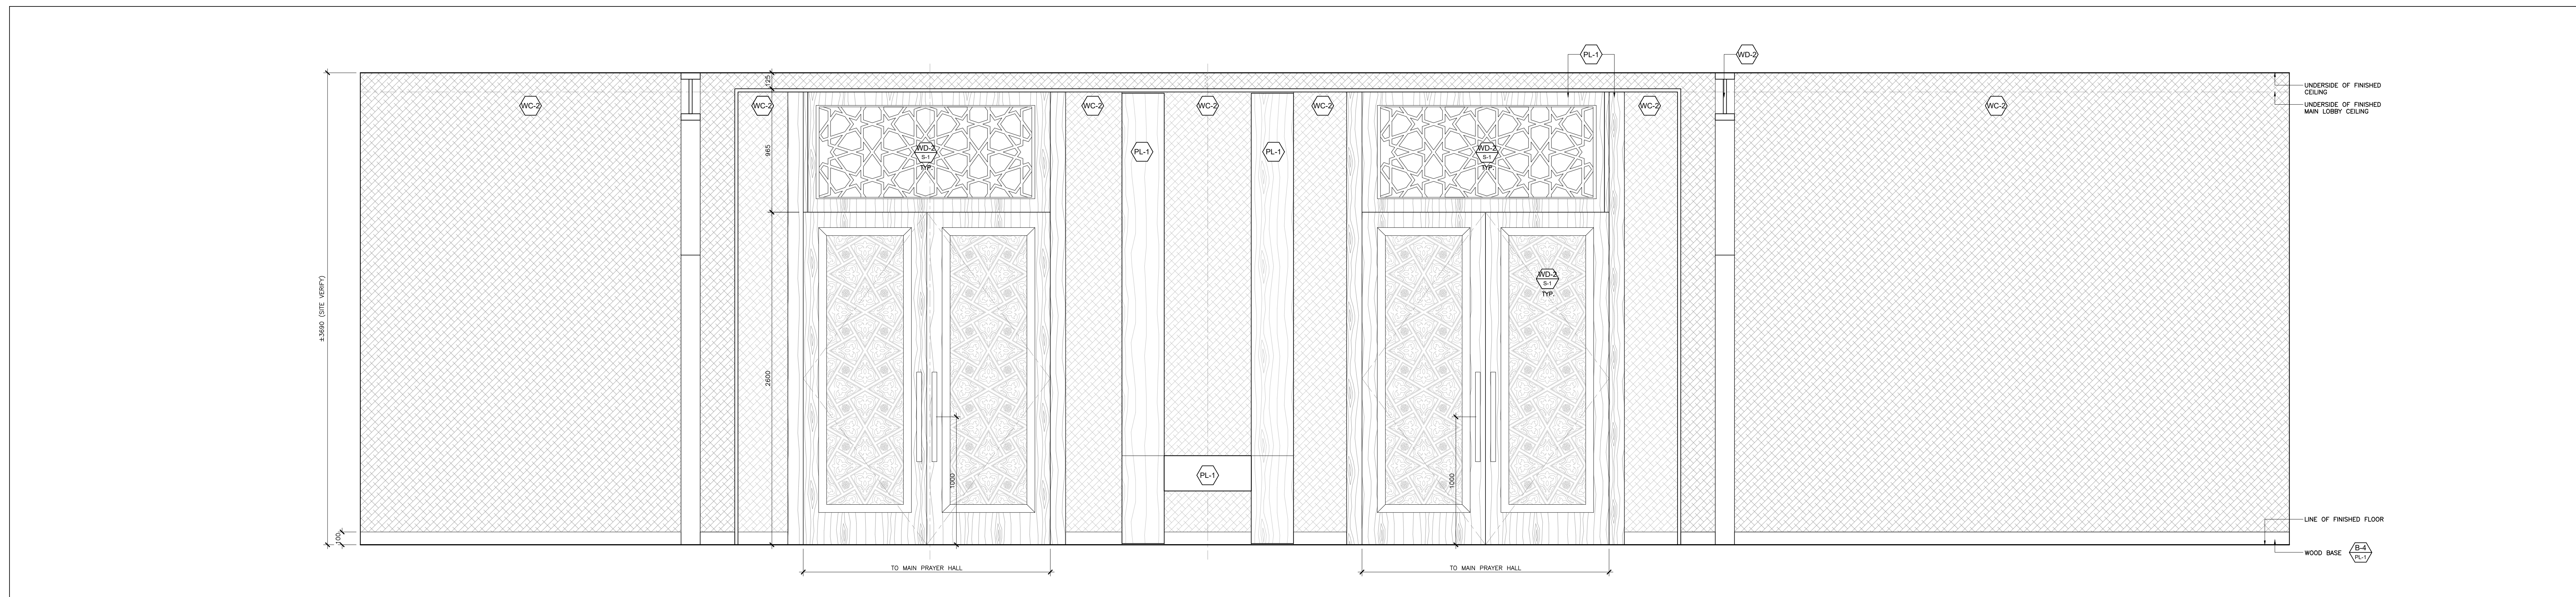 PL-1
WD-2
125
UNDERSIDE OF FINISHED
CEILING
WC-2
WC-2
WC-2
WC-2
WC-2
WC-2
WC-2
UNDERSIDE OF FINISHED
MAIN LOBBY CEILING
965
WD-2
S-1
TYP.
PL-1
PL-1
WD-2
S-1
TYP.
WD-2
S-1
TYP.
±3690 (SITE VERIFY)
2600
1000
PL-1
1000
100
LINE OF FINISHED FLOOR
WOOD BASE
B-4
PL-1
TO MAIN PRAYER HALL
TO MAIN PRAYER HALL